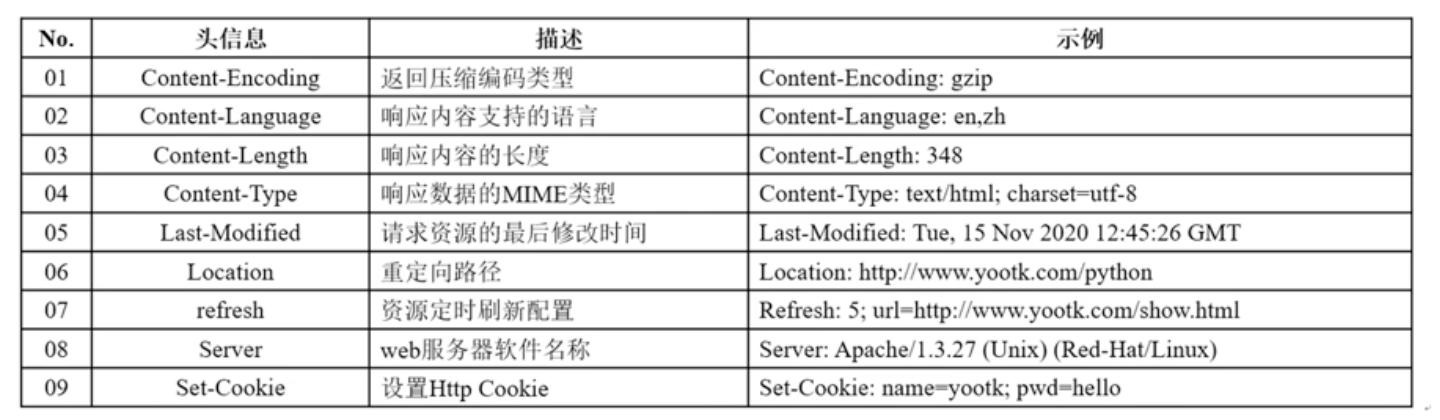 No. 头信息 描述 示例
01 Content-Encoding 返回压缩编码类型 Content-Encoding: gzip
02 Content-Language 响应内容支持的语言 Content-Language: en,zh
03 Content-Length 响应内容的长度 Content-Length: 348
04 Content-Type 响应数据的MIME类型 Content-Type: text/html; charset=utf-8
05 Last-Modified 请求资源的最后修改时间 Last-Modified: Tue, 15 Nov 2020 12:45:26 GMT
06 Location 重定向路径 Location: http://www.yootk.com/python
07 refresh 资源定时刷新配置 Refresh: 5; url=http://www.yootk.com/show.html
08 Server web服务器软件名称 Server: Apache/1.3.27 (Unix) (Red-Hat/Linux)
09 Set-Cookie 设置Http Cookie Set-Cookie: name=yootk; pwd=hello